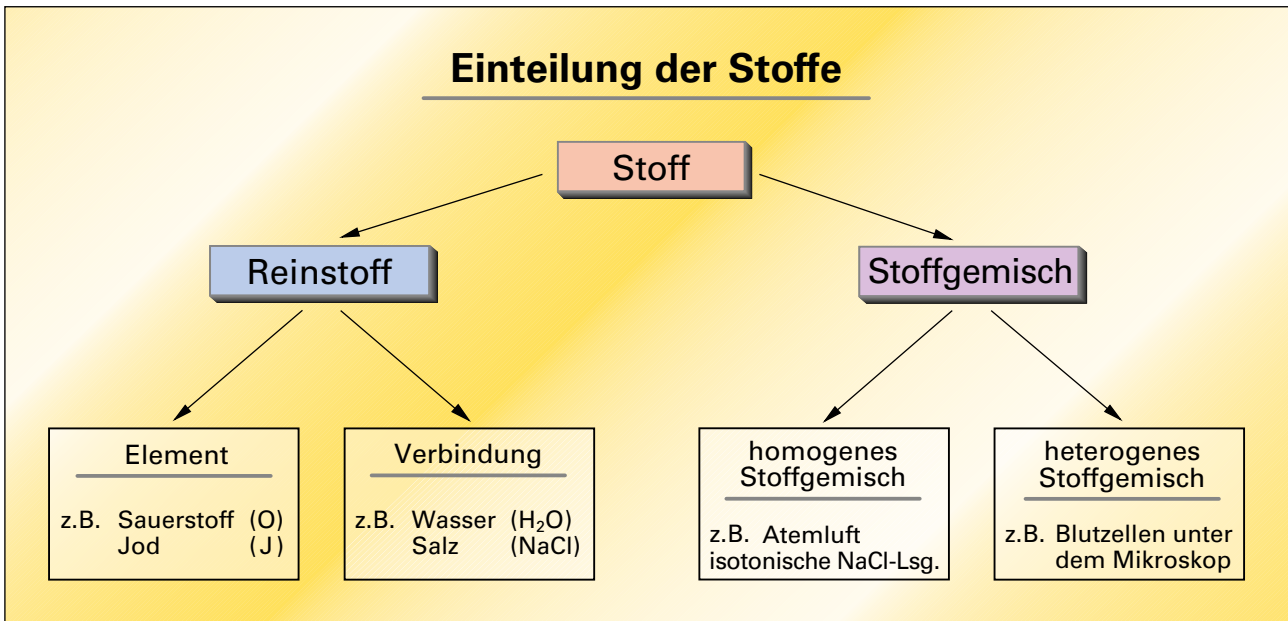 Einteilung der Stoffe
Stoff
Reinstoff
Stoffgemisch
Element
z.B. Sauerstoff (O)
Jod (J)
Verbindung
z.B. Wasser (H₂O)
Salz (NaCl)
homogenes
Stoffgemisch
z.B. Atemluft
isotonische NaCl-Lsg.
heterogenes
Stoffgemisch
z.B. Blutzellen unter
dem Mikroskop